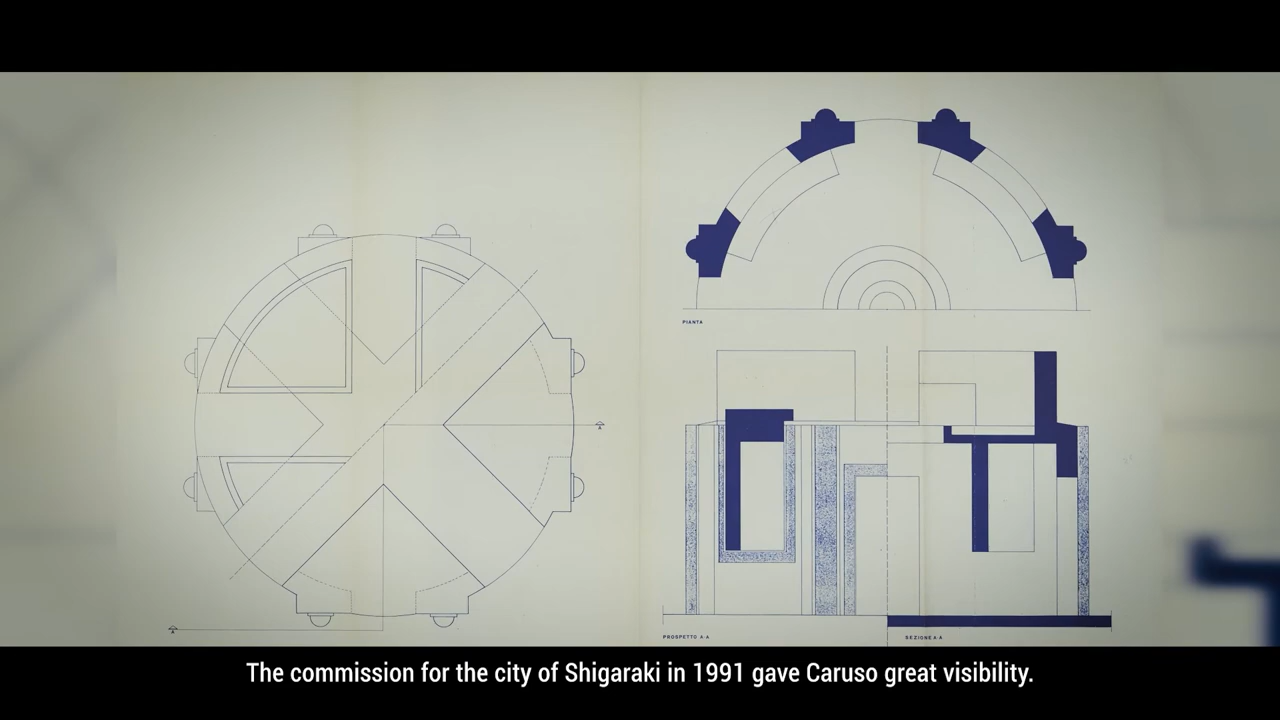 PIANTA
PROSPETTO A-A
SEZIONE A A
The commission for the city of Shigaraki in 1991 gave Caruso great visibility.